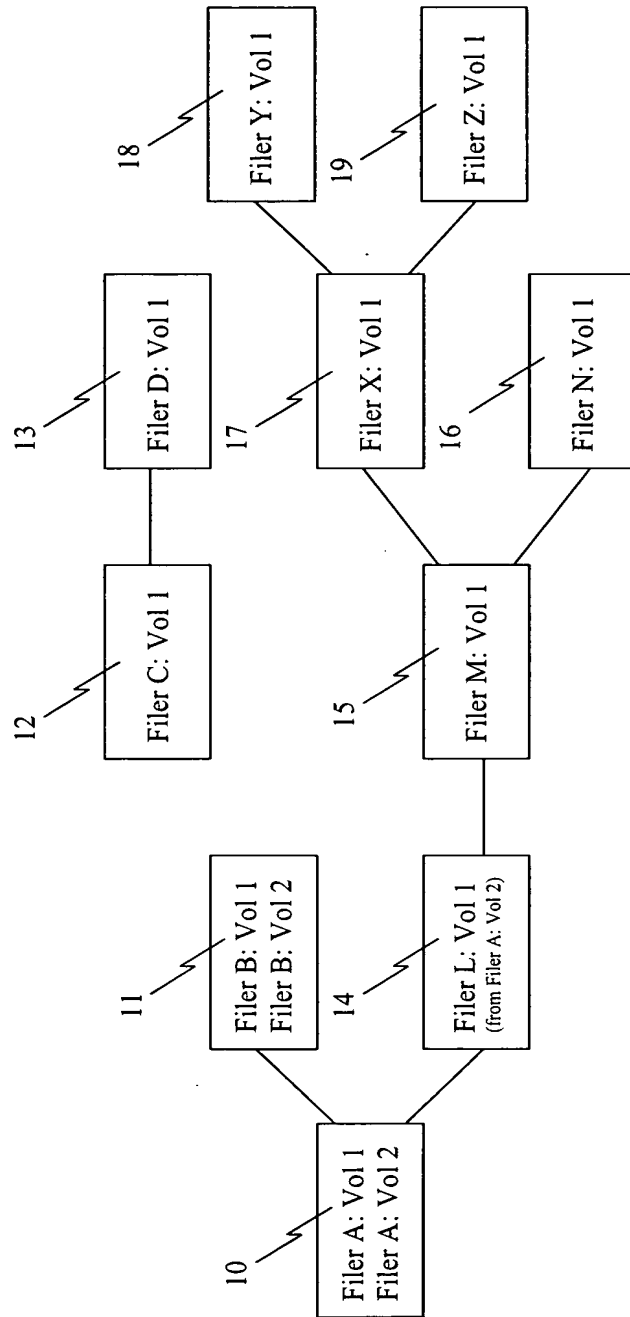 10
Filer A: Vol 1
Filer A: Vol 2
11
Filer B: Vol 1
Filer B: Vol 2
14
Filer L: Vol 1
(from Filer A: Vol 2)
12
Filer C: Vol 1
13
Filer D: Vol 1
15
Filer M: Vol 1
17
Filer X: Vol 1
16
Filer N: Vol 1
18
Filer Y: Vol 1
19
Filer Z: Vol 1